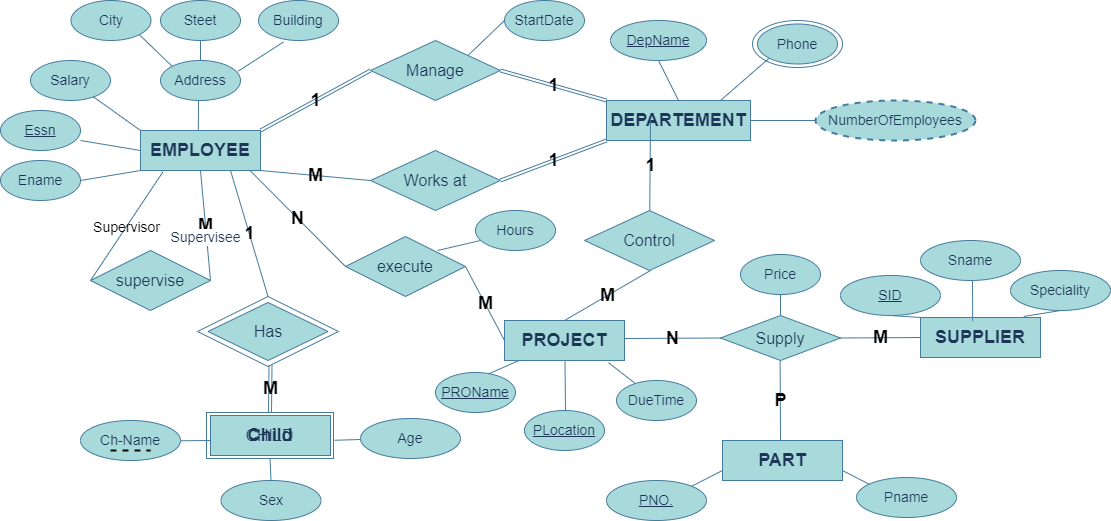 City
Steet
Building
StartDate
DepName
Phone
Salary
Address
Manage
1
1
Essn
EMPLOYEE
DEPARTEMENT
NumberOfEmployees
Ename
M
Works at
1
1
Supervisor
M
Supervisee
1
N
Hours
Control
supervise
execute
Price
Sname
SID
Speciality
M
M
Has
PROJECT
N
Supply
M
SUPPLIER
M
PROName
DueTime
P
PLocation
Ch-Name
Child
Age
PART
Sex
PNO.
Pname